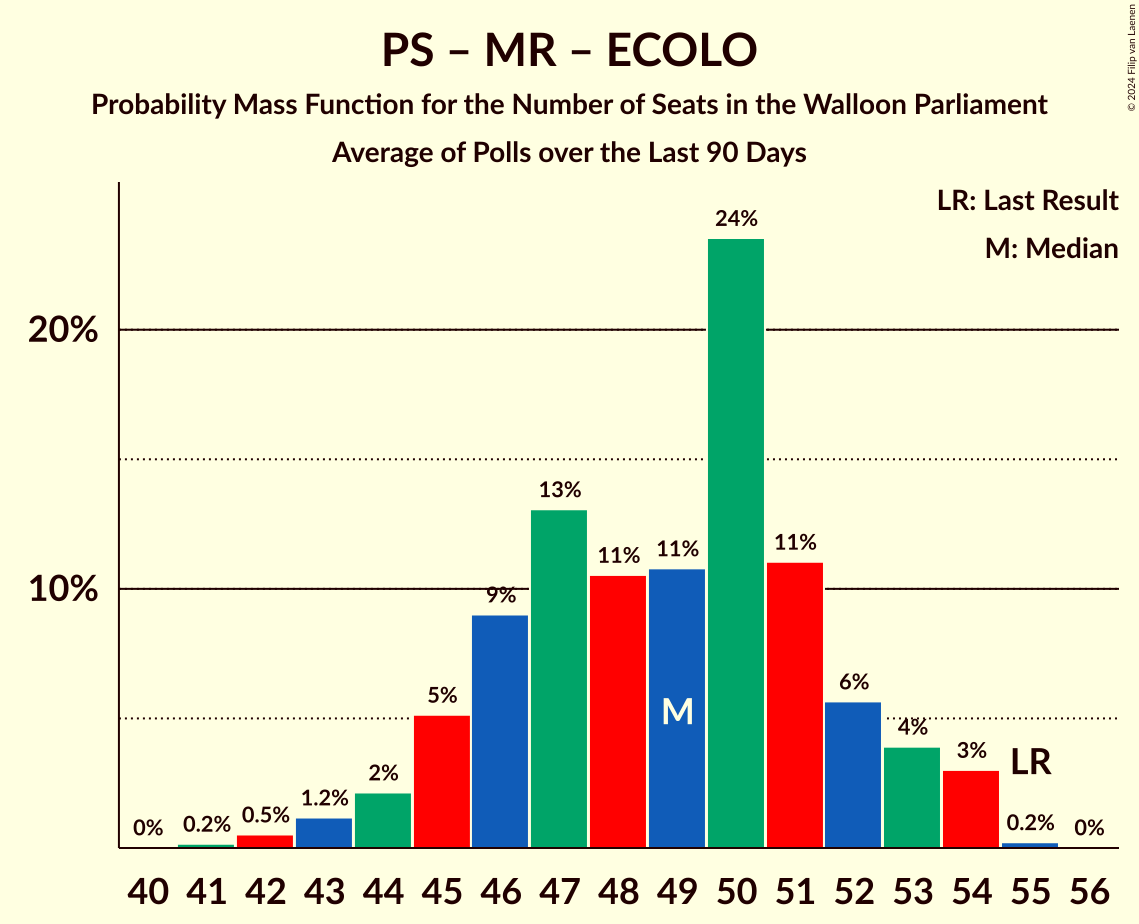 PS – MR – ECOLO
Probability Mass Function for the Number of Seats in the Walloon Parliament
Average of Polls over the Last 90 Days
© 2024 Filip van Laenen
LR: Last Result
M: Median
20%
10%
0%
0.2%
0.5%
1.2%
2%
5%
9%
13%
11%
11%
24%
11%
6%
4%
3%
0.2%
0%
M
LR
40 41 42 43 44 45 46 47 48 49 50 51 52 53 54 55 56